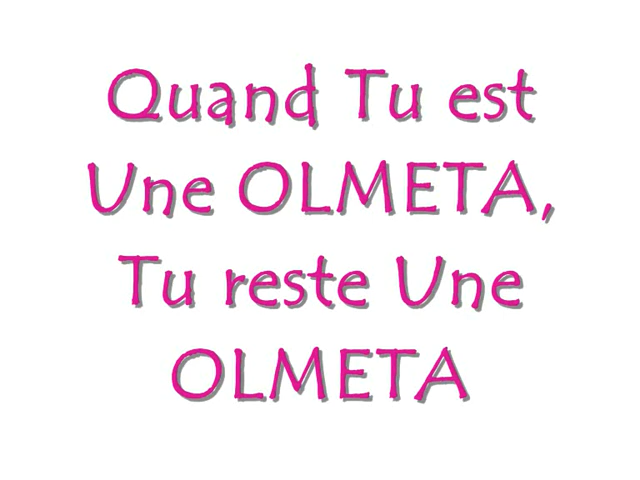 Quand Tu est
Une OLMETA,
Tu reste Une
OLMETA